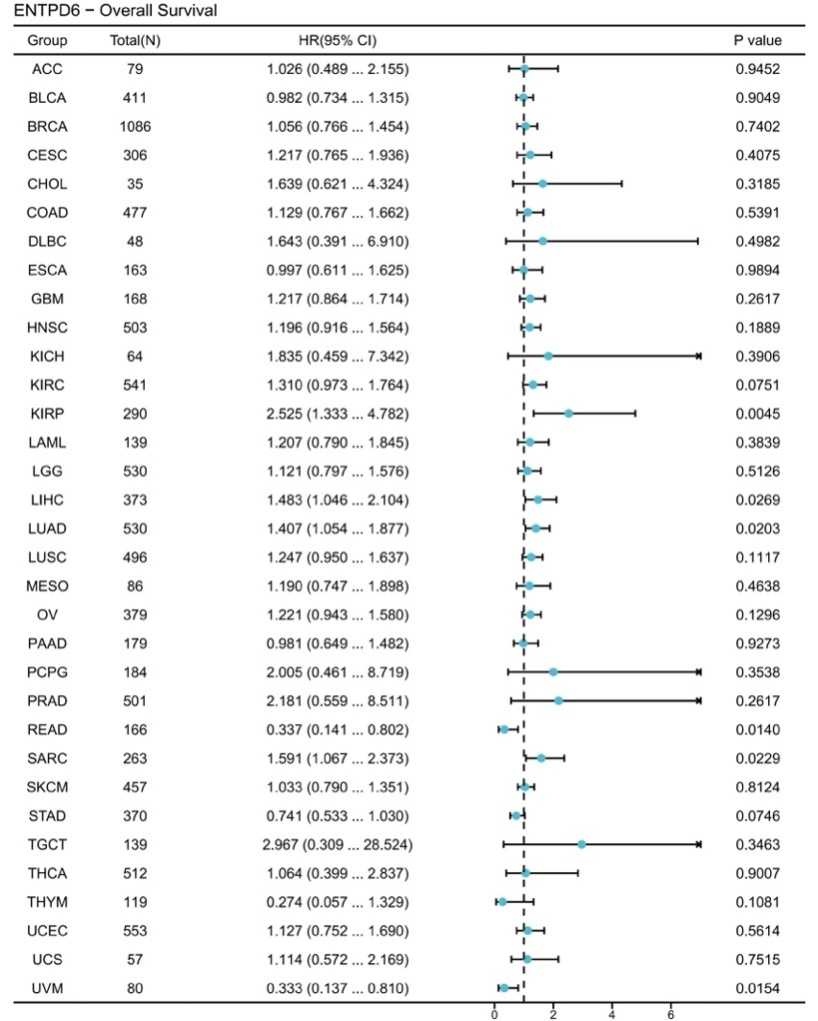 ENTPD6 − Overall Survival
Group Total(N) HR(95% CI) P value
ACC 79 1.026 (0.489 ... 2.155) 0.9452
BLCA 411 0.982 (0.734 ... 1.315) 0.9049
BRCA 1086 1.056 (0.766 ... 1.454) 0.7402
CESC 306 1.217 (0.765 ... 1.936) 0.4075
CHOL 35 1.639 (0.621 ... 4.324) 0.3185
COAD 477 1.129 (0.767 ... 1.662) 0.5391
DLBC 48 1.643 (0.391 ... 6.910) 0.4982
ESCA 163 0.997 (0.611 ... 1.625) 0.9894
GBM 168 1.217 (0.864 ... 1.714) 0.2617
HNSC 503 1.196 (0.916 ... 1.564) 0.1889
KICH 64 1.835 (0.459 ... 7.342) 0.3906
KIRC 541 1.310 (0.973 ... 1.764) 0.0751
KIRP 290 2.525 (1.333 ... 4.782) 0.0045
LAML 139 1.207 (0.790 ... 1.845) 0.3839
LGG 530 1.121 (0.797 ... 1.576) 0.5126
LIHC 373 1.483 (1.046 ... 2.104) 0.0269
LUAD 530 1.407 (1.054 ... 1.877) 0.0203
LUSC 496 1.247 (0.950 ... 1.637) 0.1117
MESO 86 1.190 (0.747 ... 1.898) 0.4638
OV 379 1.221 (0.943 ... 1.580) 0.1296
PAAD 179 0.981 (0.649 ... 1.482) 0.9273
PCPG 184 2.005 (0.461 ... 8.719) 0.3538
PRAD 501 2.181 (0.559 ... 8.511) 0.2617
READ 166 0.337 (0.141 ... 0.802) 0.0140
SARC 263 1.591 (1.067 ... 2.373) 0.0229
SKCM 457 1.033 (0.790 ... 1.351) 0.8124
STAD 370 0.741 (0.533 ... 1.030) 0.0746
TGCT 139 2.967 (0.309 ... 28.524) 0.3463
THCA 512 1.064 (0.399 ... 2.837) 0.9007
THYM 119 0.274 (0.057 ... 1.329) 0.1081
UCEC 553 1.127 (0.752 ... 1.690) 0.5614
UCS 57 1.114 (0.572 ... 2.169) 0.7515
UVM 80 0.333 (0.137 ... 0.810) 0.0154
0 2 4 6